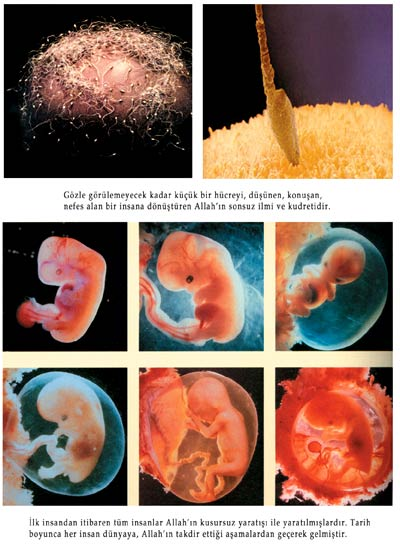 Gözle görülemeyecek kadar küçük bir hücreyi, düşünen, konuşan,
nefes alan bir insana dönüştüren Allah'ın sonsuz ilmi ve kudretidir.
İlk insandan itibaren tüm insanlar Allah'ın kusursuz yaratışı ile yaratılmışlardır. Tarih
boyunca her insan dünyaya, Allah'ın takdir ettiği aşamalardan geçerek gelmiştir.